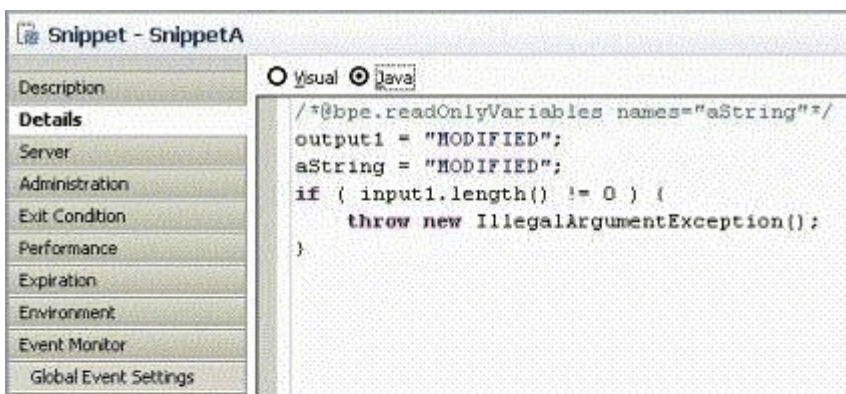 Snippet - SnippetA
Description
Details
Server
Administration
Exit Condition
Performance
Expiration
Environment
Event Monitor
Global Event Settings
Visual Java
/*@bpe.readOnlyVariables names="aString"*/
output1 = "MODIFIED";
aString = "MODIFIED";
if ( input1.length() != 0 ) {
    throw new IllegalArgumentException();
}